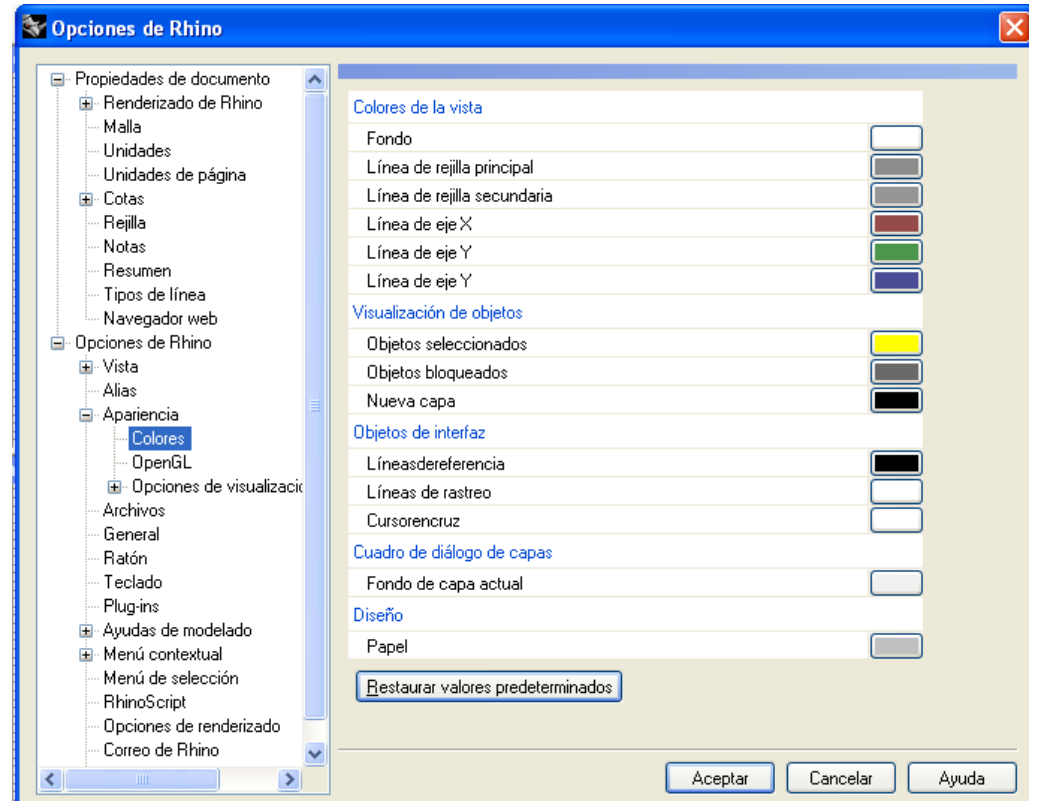 Opciones de Rhino
Propiedades de documento
Renderizado de Rhino
Malla
Unidades
Unidades de página
Cotas
Rejilla
Notas
Resumen
Tipos de línea
Navegador web
Opciones de Rhino
Vista
Alias
Apariencia
Colores
OpenGL
Opciones de visualizació
Archivos
General
Ratón
Teclado
Plug-ins
Ayudas de modelado
Menú contextual
Menú de selección
RhinoScript
Opciones de renderizado
Correo de Rhino
Colores de la vista
Fondo
Línea de rejilla principal
Línea de rejilla secundaria
Línea de eje X
Línea de eje Y
Línea de eje Y
Visualización de objetos
Objetos seleccionados
Objetos bloqueados
Nueva capa
Objetos de interfaz
Líneasdereferencia
Líneas de rastreo
Cursorencruz
Cuadro de diálogo de capas
Fondo de capa actual
Diseño
Papel
Restaurar valores predeterminados
Aceptar Cancelar Ayuda